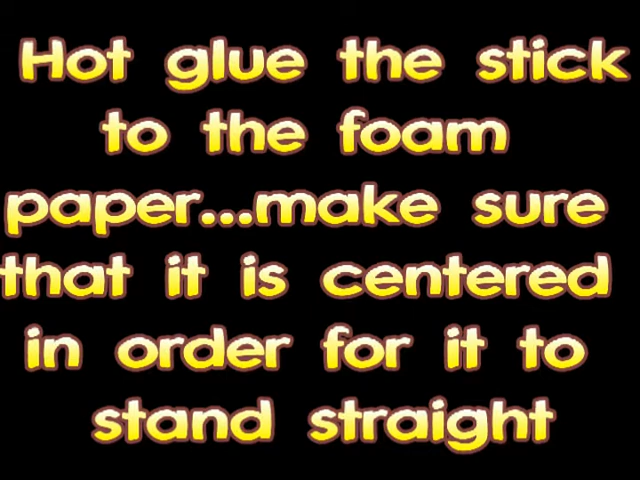 Hot glue the stick
to the foam
paper...make sure
that it is centered
in order for it to
stand straight